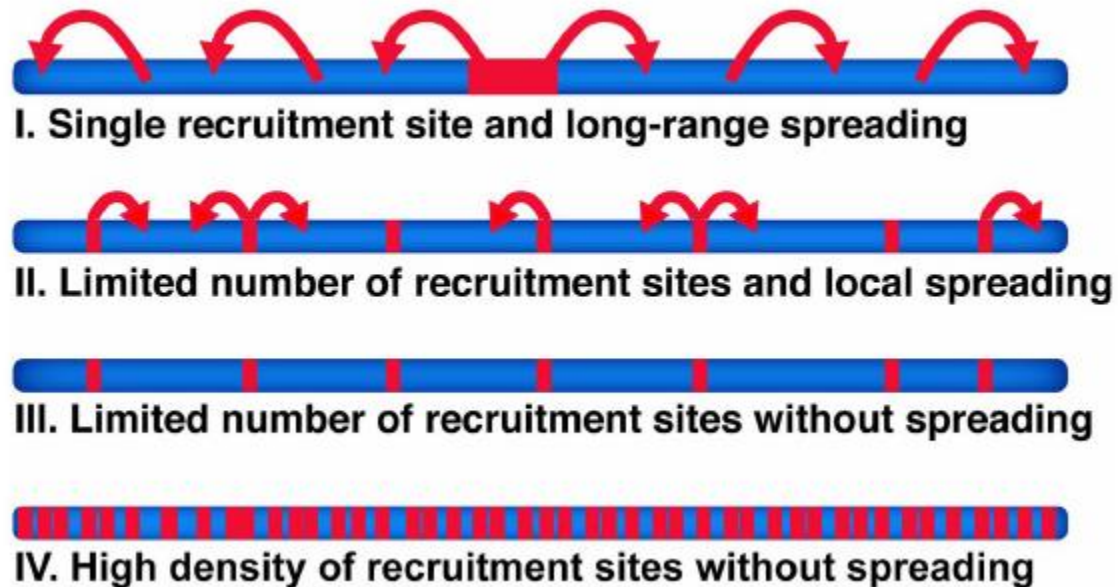 I. Single recruitment site and long-range spreading
II. Limited number of recruitment sites and local spreading
III. Limited number of recruitment sites without spreading
IV. High density of recruitment sites without spreading